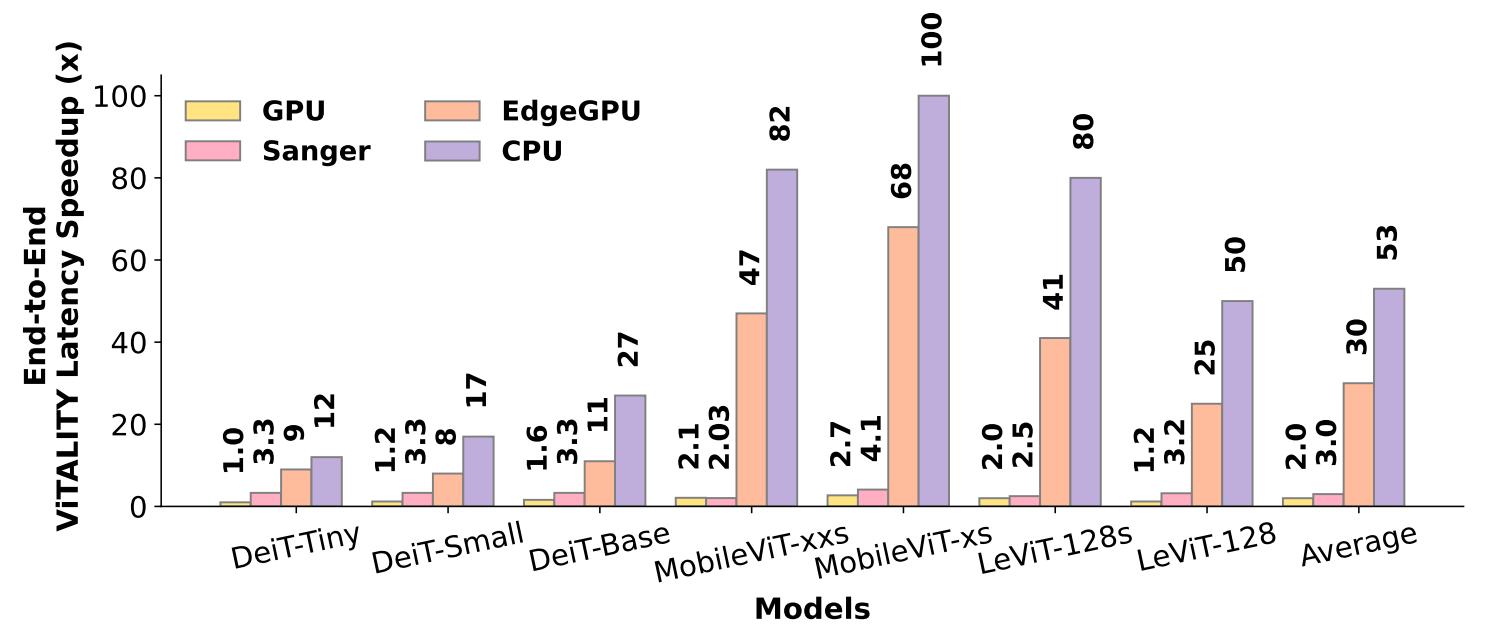 End-to-End
ViTALiTy Latency Speedup (x)
100
80
60
40
20
0
GPU
EdgeGPU
Sanger
CPU
1.0
3.3
9
12
1.2
3.3
8
17
1.6
3.3
11
27
2.1
2.03
47
82
2.7
4.1
68
100
2.0
2.5
41
80
1.2
3.2
25
50
2.0
3.0
30
53
DeiT-Tiny
DeiT-Small
DeiT-Base
MobileViT-xxs
MobileViT-xs
LeViT-128s
LeViT-128
Average
Models